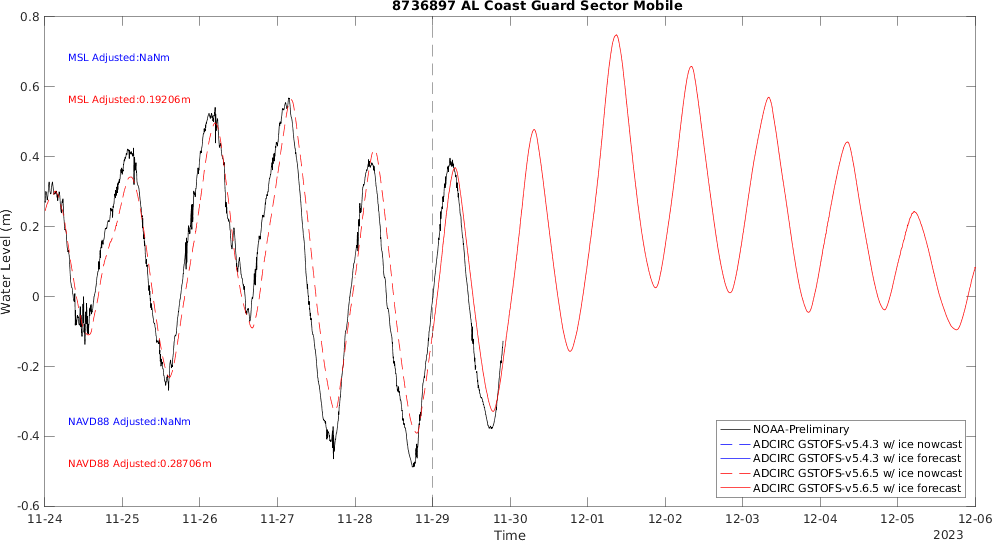 8736897 AL Coast Guard Sector Mobile
0.8
MSL Adjusted:NaNm
0.6
MSL Adjusted:0.19206m
0.4
0.2
Water Level (m)
0
-0.2
NAVD88 Adjusted:NaNm
-0.4
NAVD88 Adjusted:0.28706m
-0.6
NOAA-Preliminary
ADCIRC GSTOFS-v5.4.3 w/ ice nowcast
ADCIRC GSTOFS-v5.4.3 w/ ice forecast
ADCIRC GSTOFS-v5.6.5 w/ ice nowcast
ADCIRC GSTOFS-v5.6.5 w/ ice forecast
11-24 11-25 11-26 11-27 11-28 11-29 11-30 12-01 12-02 12-03 12-04 12-05 12-06
Time
2023